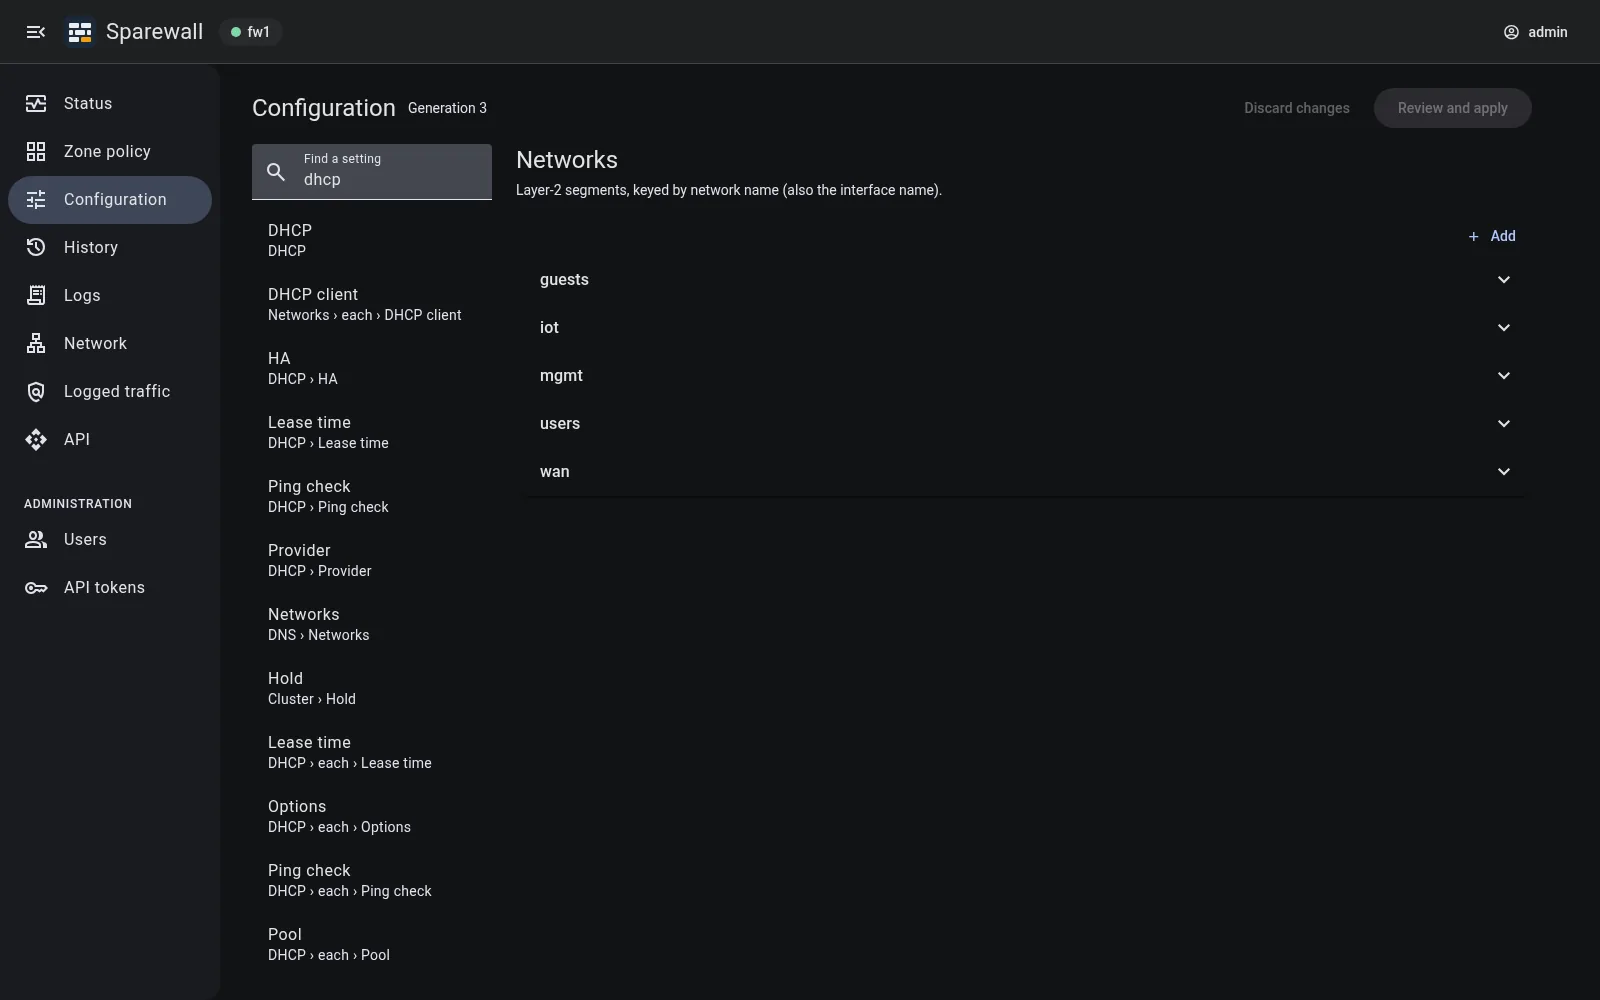 Sparewall
fw1
admin
Status
Zone policy
Configuration
History
Logs
Network
Logged traffic
API
ADMINISTRATION
Users
API tokens
Configuration
Generation 3
Discard changes
Review and apply
Find a setting
dhcp
DHCP
DHCP
DHCP client
Networks › each › DHCP client
HA
DHCP › HA
Lease time
DHCP › Lease time
Ping check
DHCP › Ping check
Provider
DHCP › Provider
Networks
DNS › Networks
Hold
Cluster › Hold
Lease time
DHCP › each › Lease time
Options
DHCP › each › Options
Ping check
DHCP › each › Ping check
Pool
DHCP › each › Pool
Networks
Layer-2 segments, keyed by network name (also the interface name).
+ Add
guests
iot
mgmt
users
wan